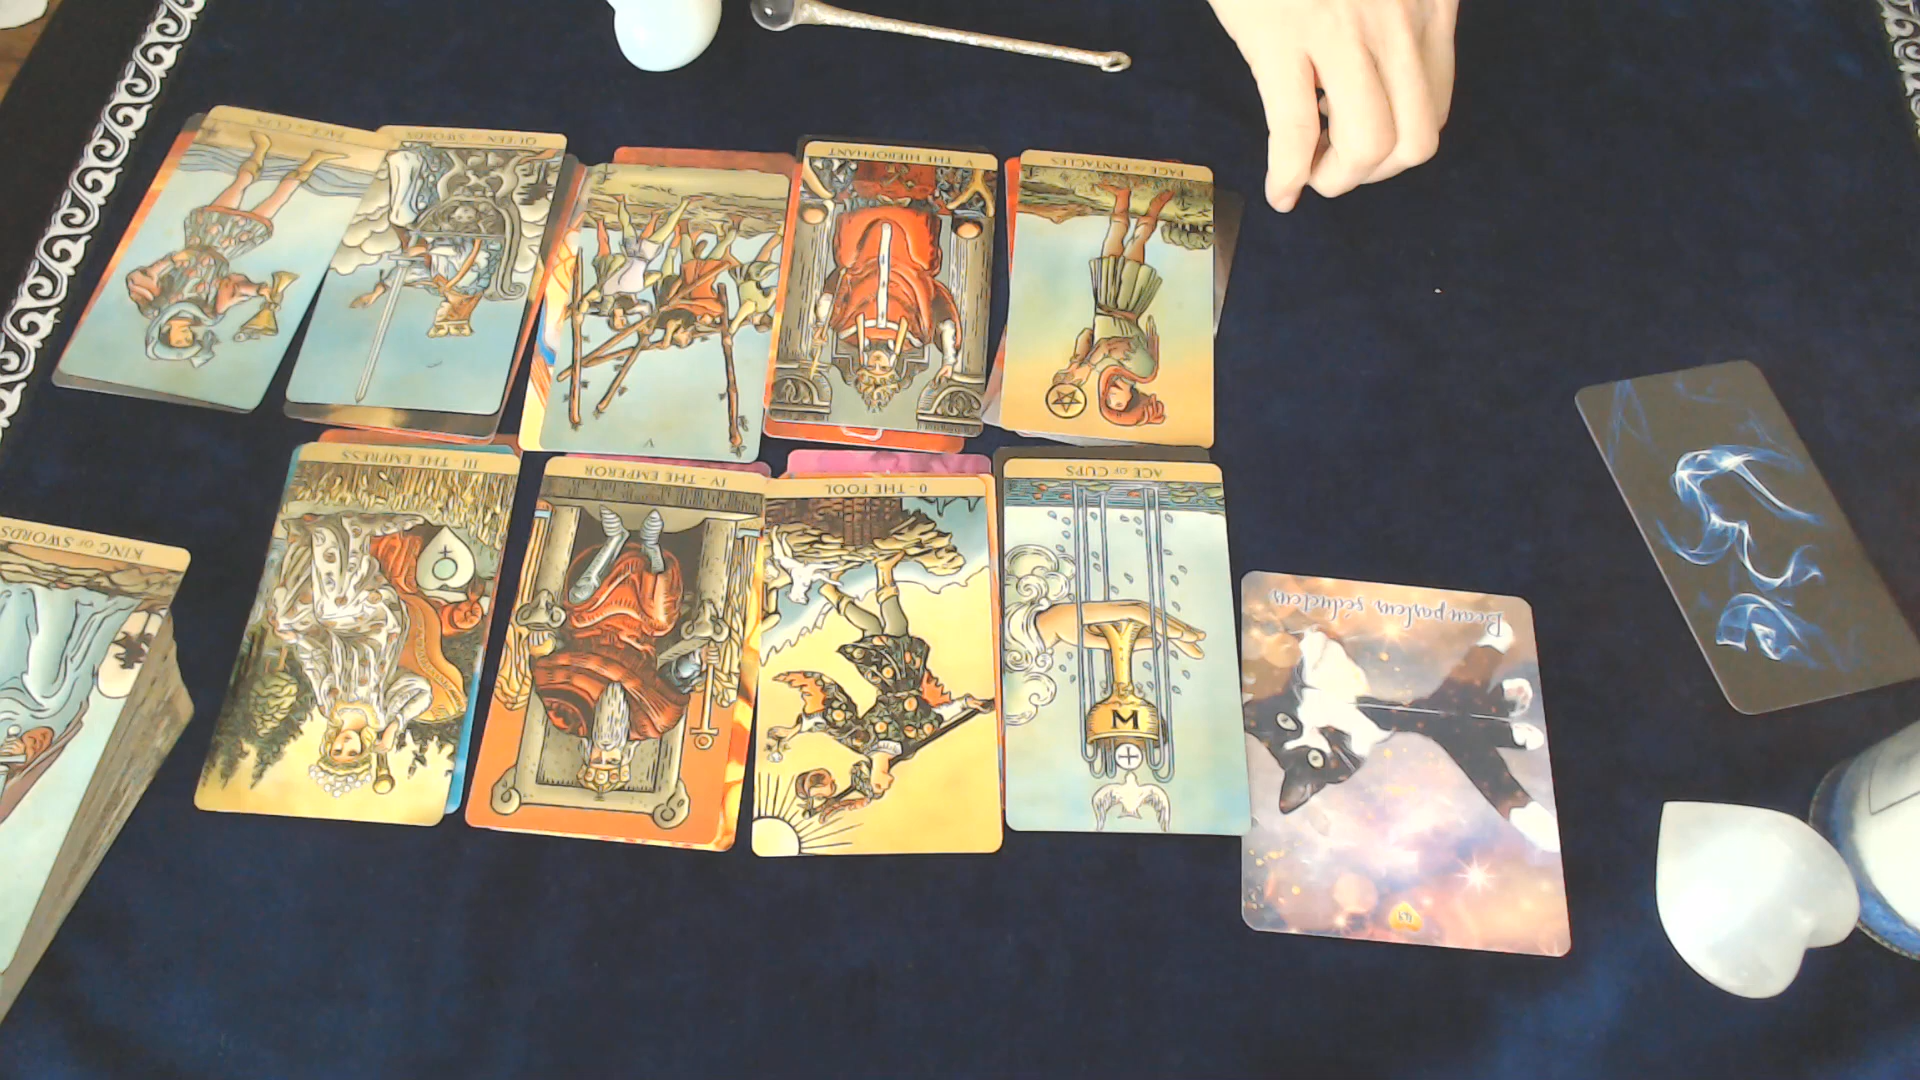 PAGE OF CUPS
QUEEN OF SWORDS
V
V THE HIEROPHANT
PAGE OF PENTACLES
KING OF SWORDS
III - THE EMPRESS
IV - THE EMPEROR
0 - THE FOOL
ACE OF CUPS
M
Beau parleur séducteur